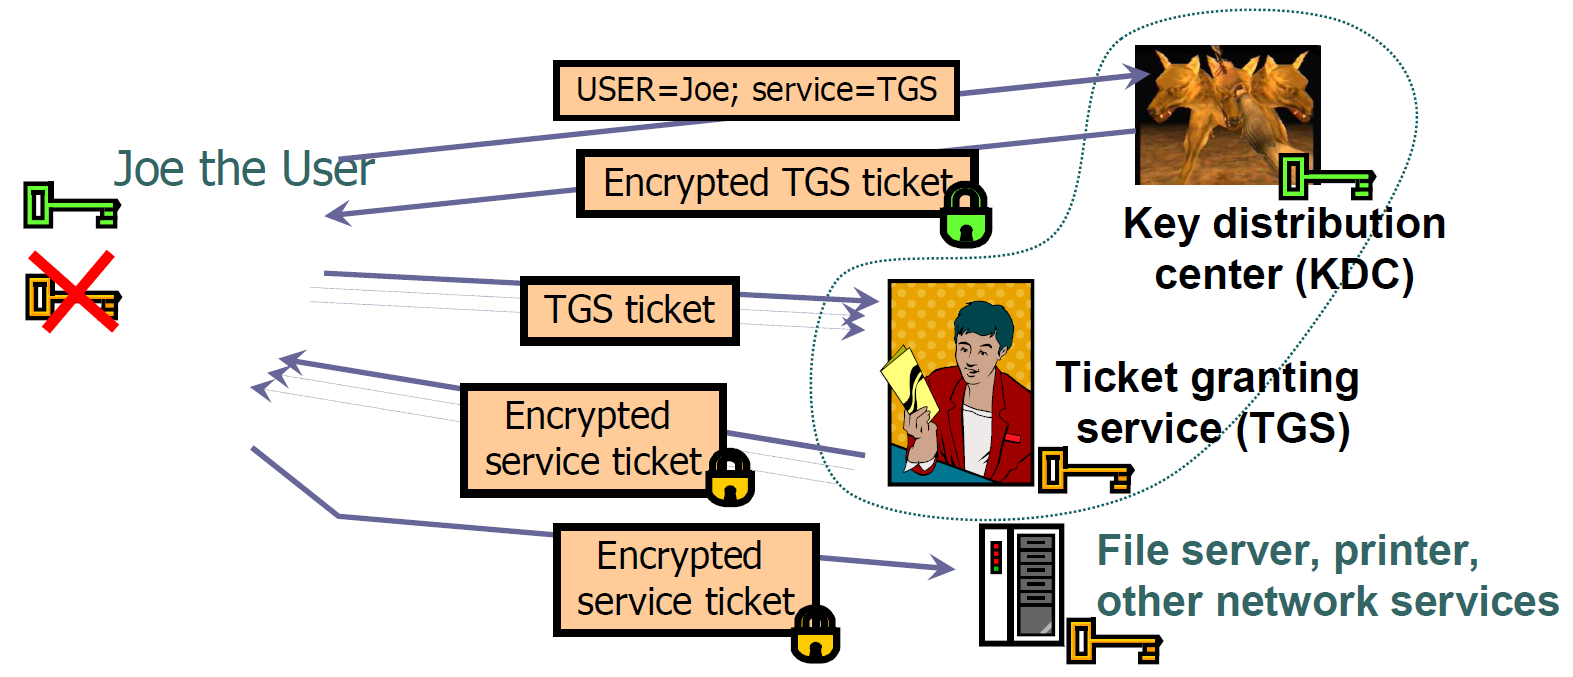 USER=Joe; service=TGS
Joe the User
Encrypted TGS ticket
Key distribution
center (KDC)
TGS ticket
Ticket granting
service (TGS)
Encrypted
service ticket
Encrypted
service ticket
File server, printer,
other network services